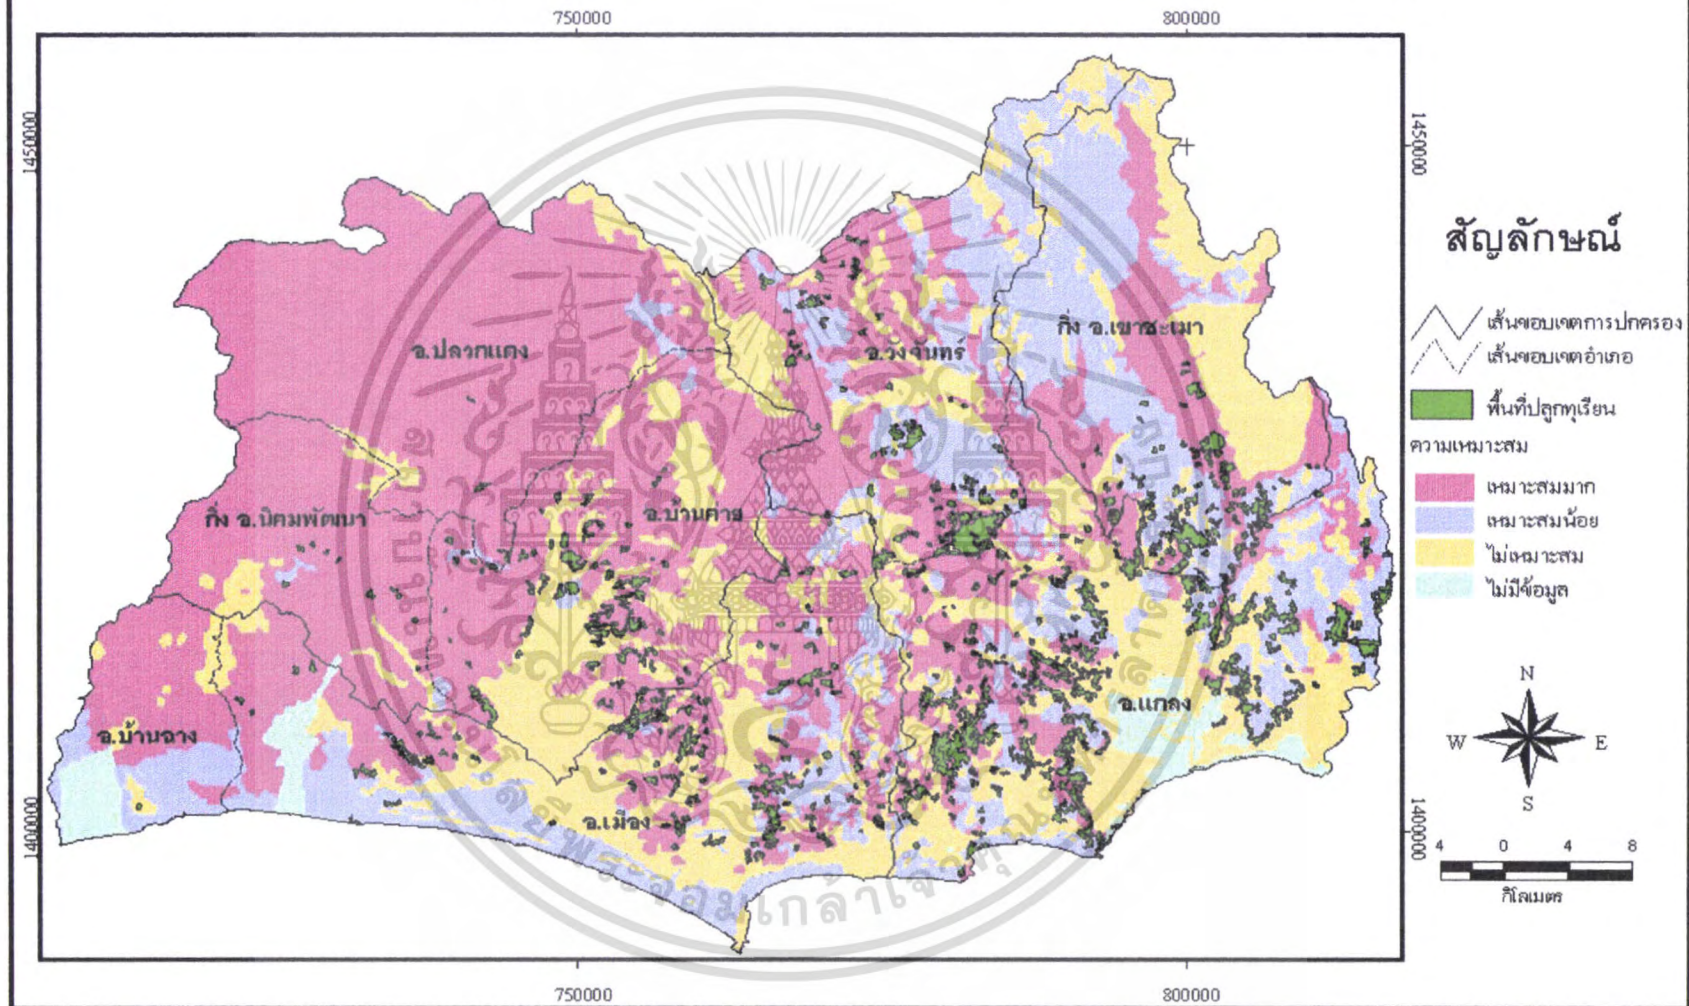 750000
800000
1450000
1450000
สัญลักษณ์
เส้นขอบเขตการปกครอง
เส้นขอบเขตอำเภอ
พื้นที่ปลูกทุเรียน
ความเหมาะสม
เหมาะสมมาก
เหมาะสมน้อย
ไม่เหมาะสม
ไม่มีข้อมูล
กิ่ง อ.เขาชะเมา
อ.วังจันทร์
อ.ปลวกแดง
กิ่ง อ.นิคมพัฒนา
อ.บ้านค่าย
อ.แกลง
อ.บ้านฉาง
อ.เมือง
N
W
E
S
1400000
1400000
4 0 4 8
กิโลเมตร
750000
800000